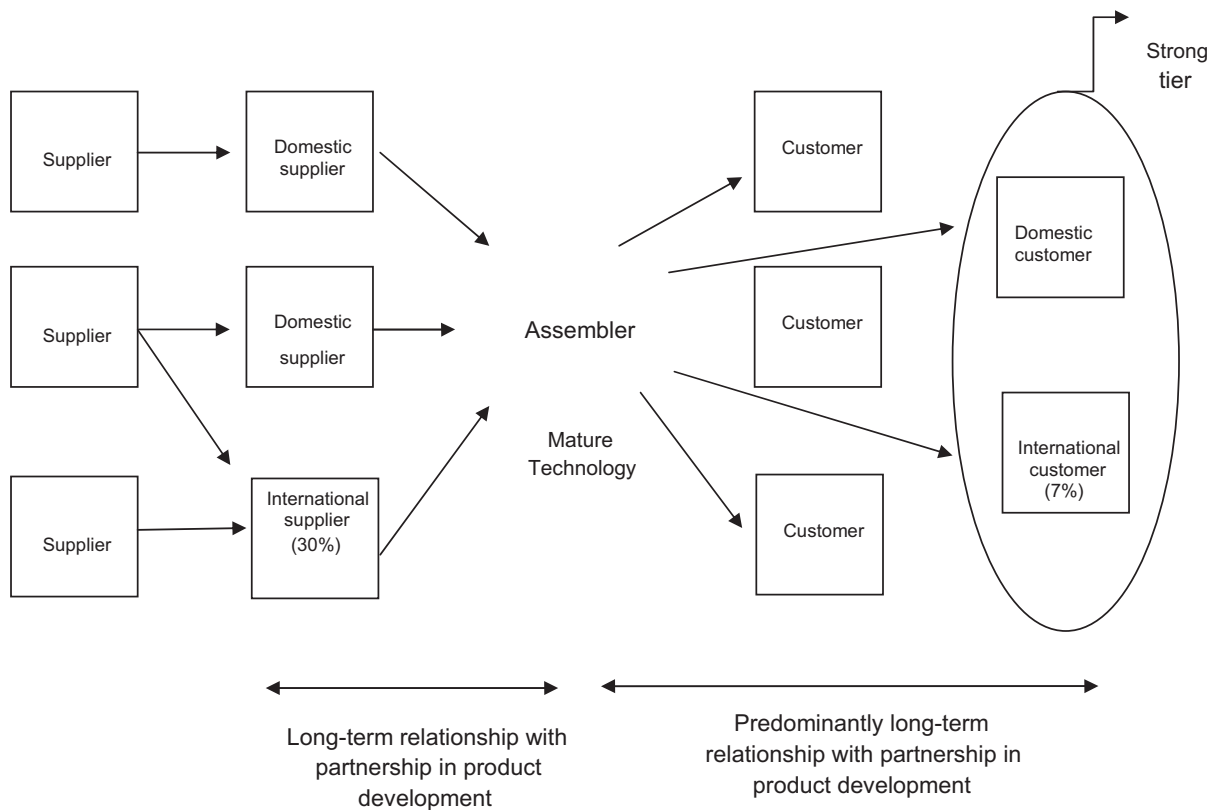 Strong
tier
Supplier
Domestic
supplier
Customer
Domestic
customer
Supplier
Domestic
supplier
Assembler
Customer
Mature
Technology
Supplier
International
supplier
(30%)
Customer
International
customer
(7%)
Long-term relationship with
partnership in product
development
Predominantly long-term
relationship with partnership in
product development